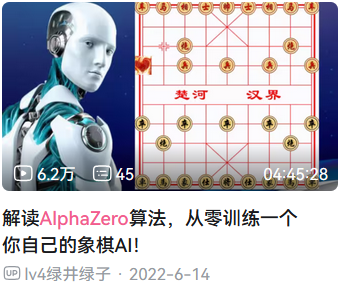 楚河 汉界
6.2万 45 04:45:28
解读AlphaZero算法，从零训练一个
你自己的象棋AI！
UP lv4绿井绿子 · 2022-6-14